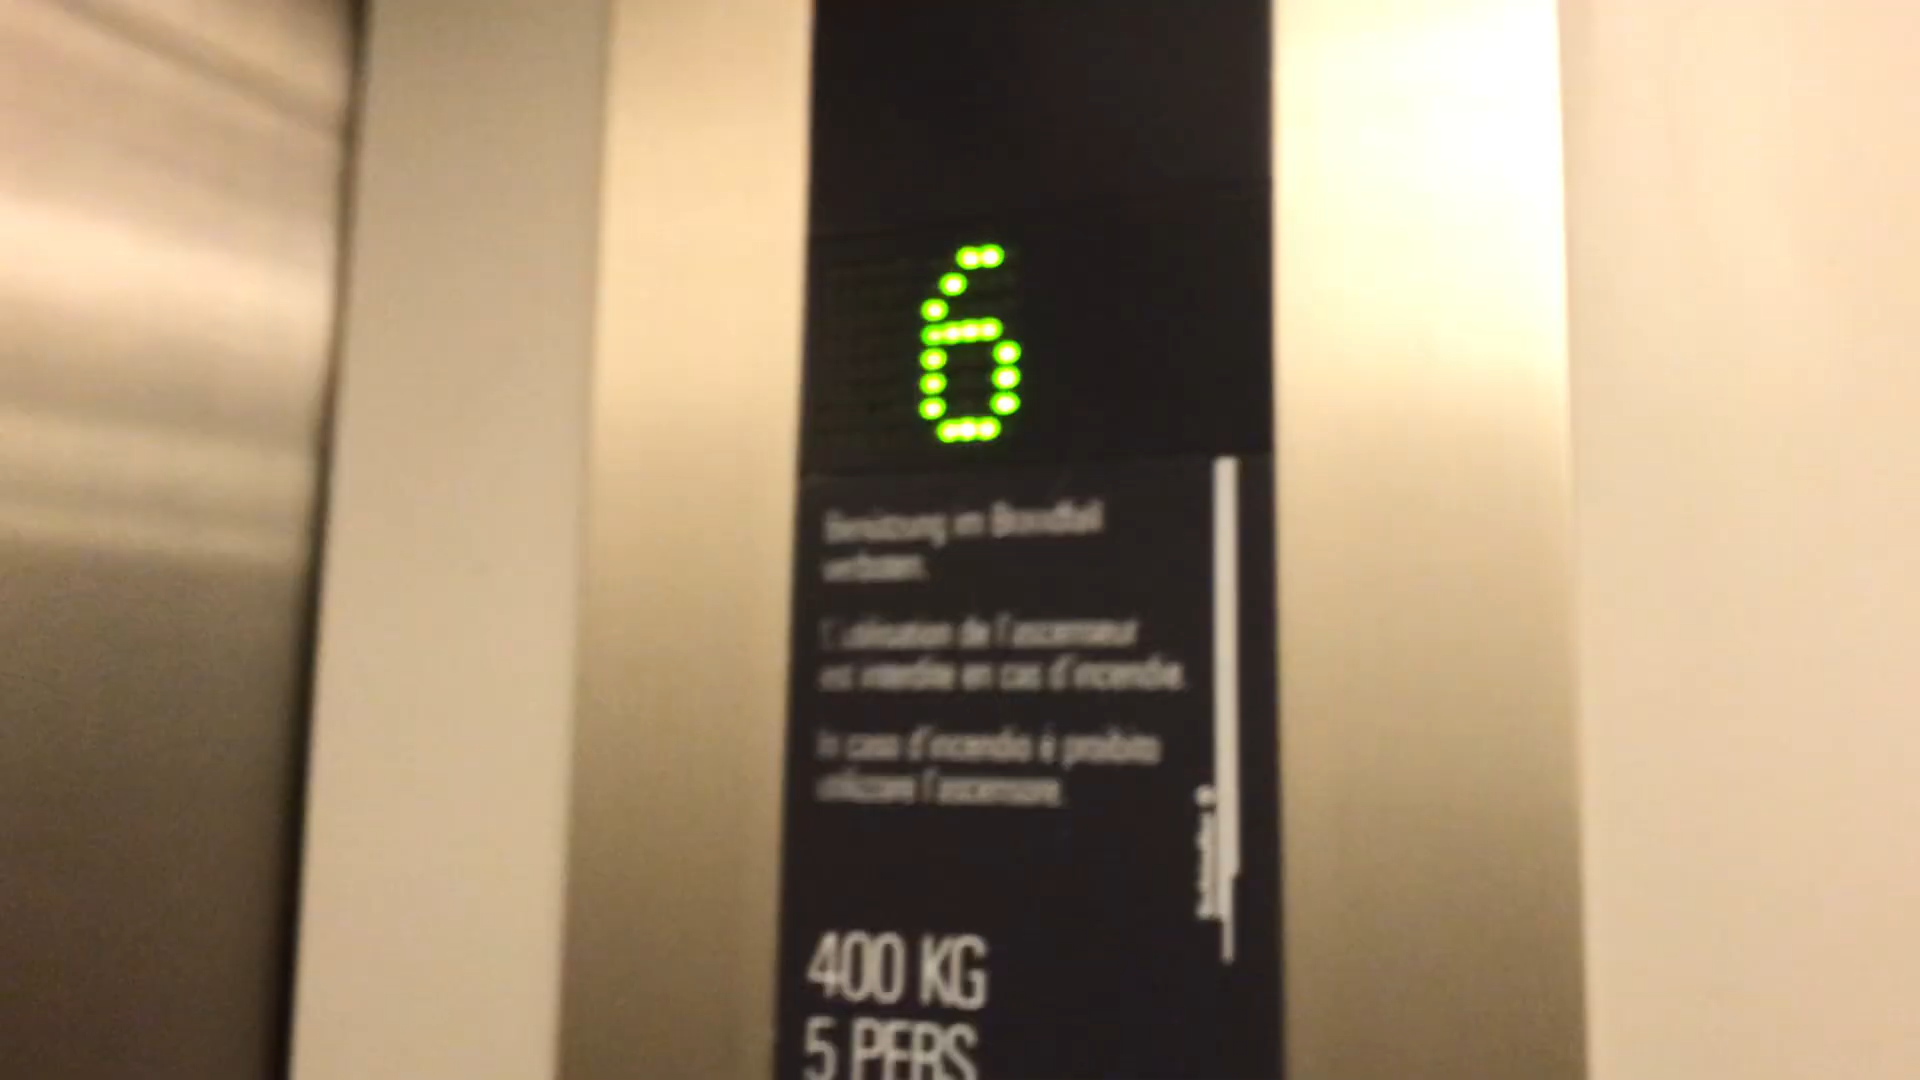 6
Benützung im Brandfall
verboten.
L'utilisation de l'ascenseur
est interdite en cas d'incendie.
In caso d'incendio è proibito
utilizzare l'ascensore.
Schindler
400 KG
5 PERS